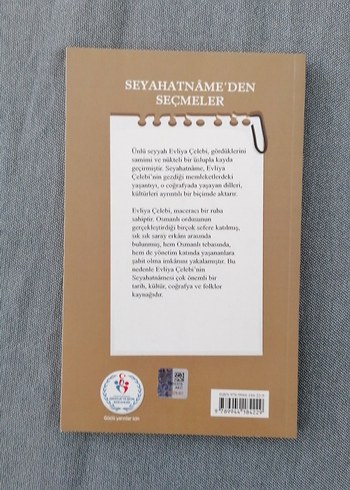 SEYAHATNÂME'DEN
SEÇMELER
Ünlü seyyah Evliya Çelebi, gördüklerini
samimi ve nükteli bir üslupla kayda
geçirmiştir. Seyahatnâme, Evliya
Çelebi'nin gezdiği memleketlerdeki
yaşantıyı, o coğrafyada yaşayan dilleri,
kültürleri ayrıntılı bir biçimde aktarır.
Evliya Çelebi, maceracı bir ruha
sahiptir. Osmanlı ordusunun
gerçekleştirdiği birçok sefere katılmış,
sık sık saray erkânı arasında
bulunmuş, hem Osmanlı tebasında,
hem de yönetim katında yaşananlara
şahit olma imkânını yakalamıştır. Bu
nedenle Evliya Çelebi'nin
Seyahatnâmesi çok önemli bir
tarih, kültür, coğrafya ve folklor
kaynağıdır.
9 789944 184229